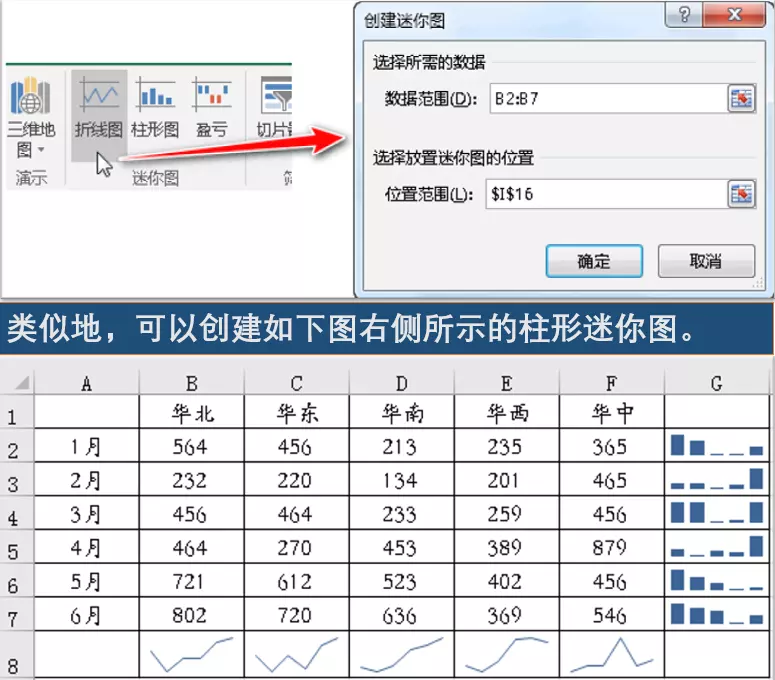 创建迷你图
选择所需的数据
数据范围(D): B2:B7
选择放置迷你图的位置
位置范围(L): $I$16
确定 取消
三维地图 折线图 柱形图 盈亏 切片
演示 迷你图
类似地，可以创建如下图右侧所示的柱形迷你图。
A B C D E F G
1 华北 华东 华南 华西 华中
2 1月 564 456 213 235 365
3 2月 232 220 134 201 465
4 3月 456 464 233 259 456
5 4月 464 270 453 389 879
6 5月 721 612 523 402 456
7 6月 802 720 636 369 546
8